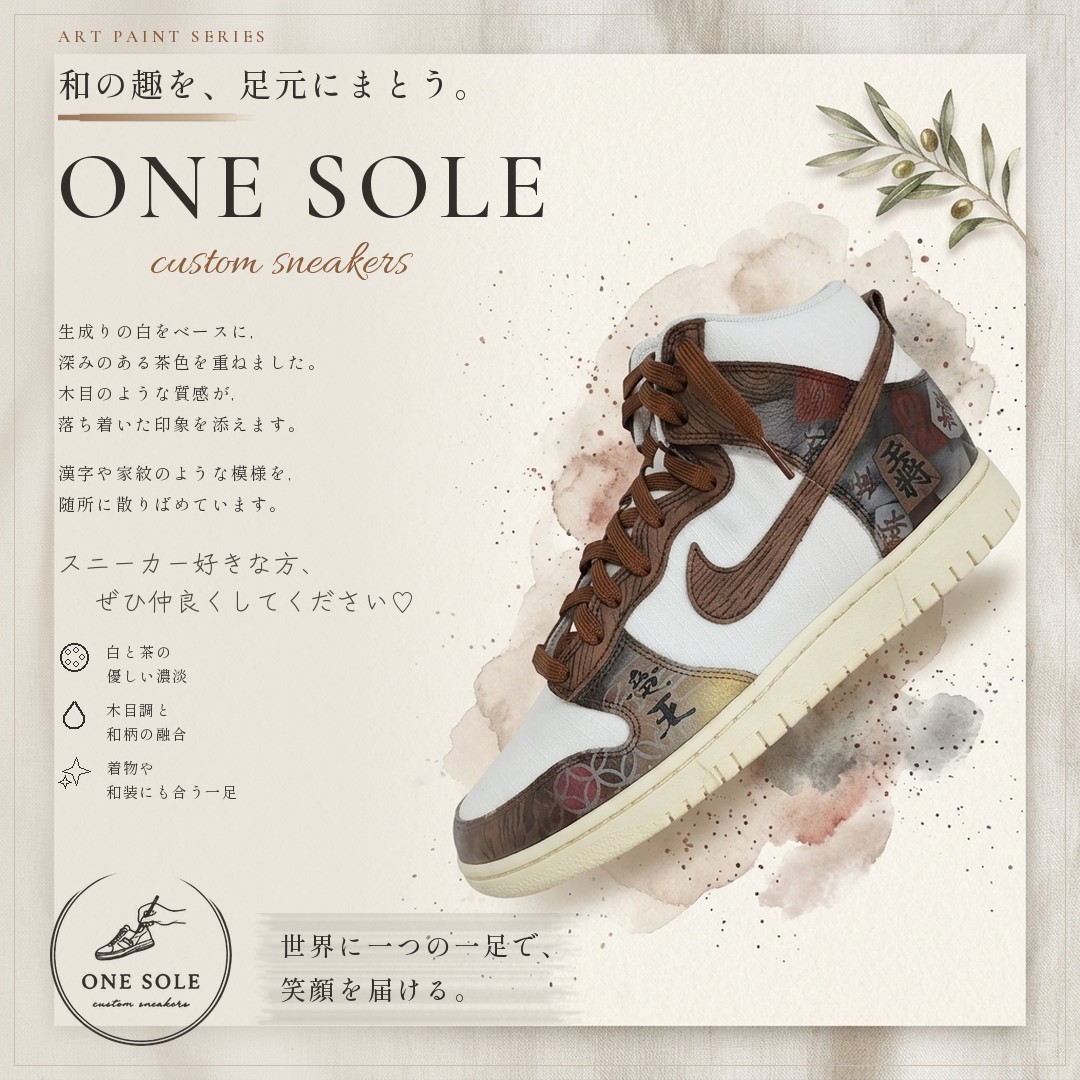 ART PAINT SERIES
和の趣を、足元にまとう。
ONE SOLE
custom sneakers
生成りの白をベースに、
深みのある茶色を重ねました。
木目のような質感が、
落ち着いた印象を添えます。
漢字や家紋のような模様を、
随所に散りばめています。
スニーカー好きな方、
ぜひ仲良くしてください♡
白と茶の
優しい濃淡
木目調と
和柄の融合
着物や
和装にも合う一足
王将
ONE SOLE
custom sneakers
世界に一つの一足で、
笑顔を届ける。